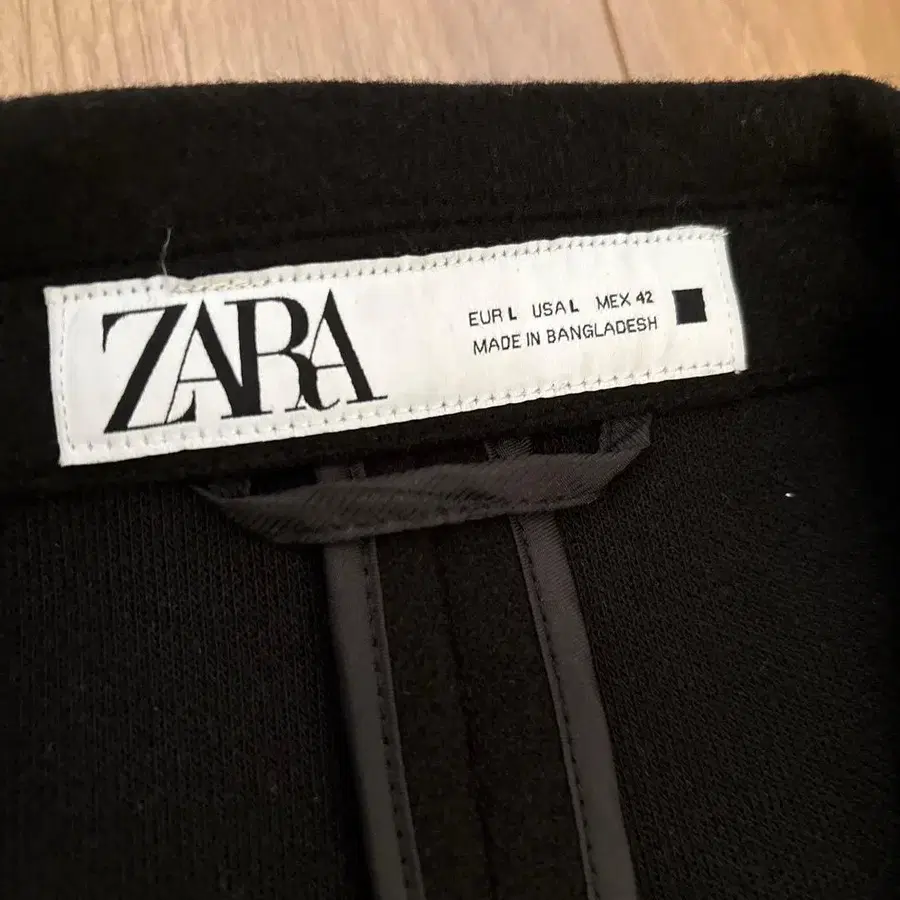 ZARA
EUR L USA L MEX 42
MADE IN BANGLADESH